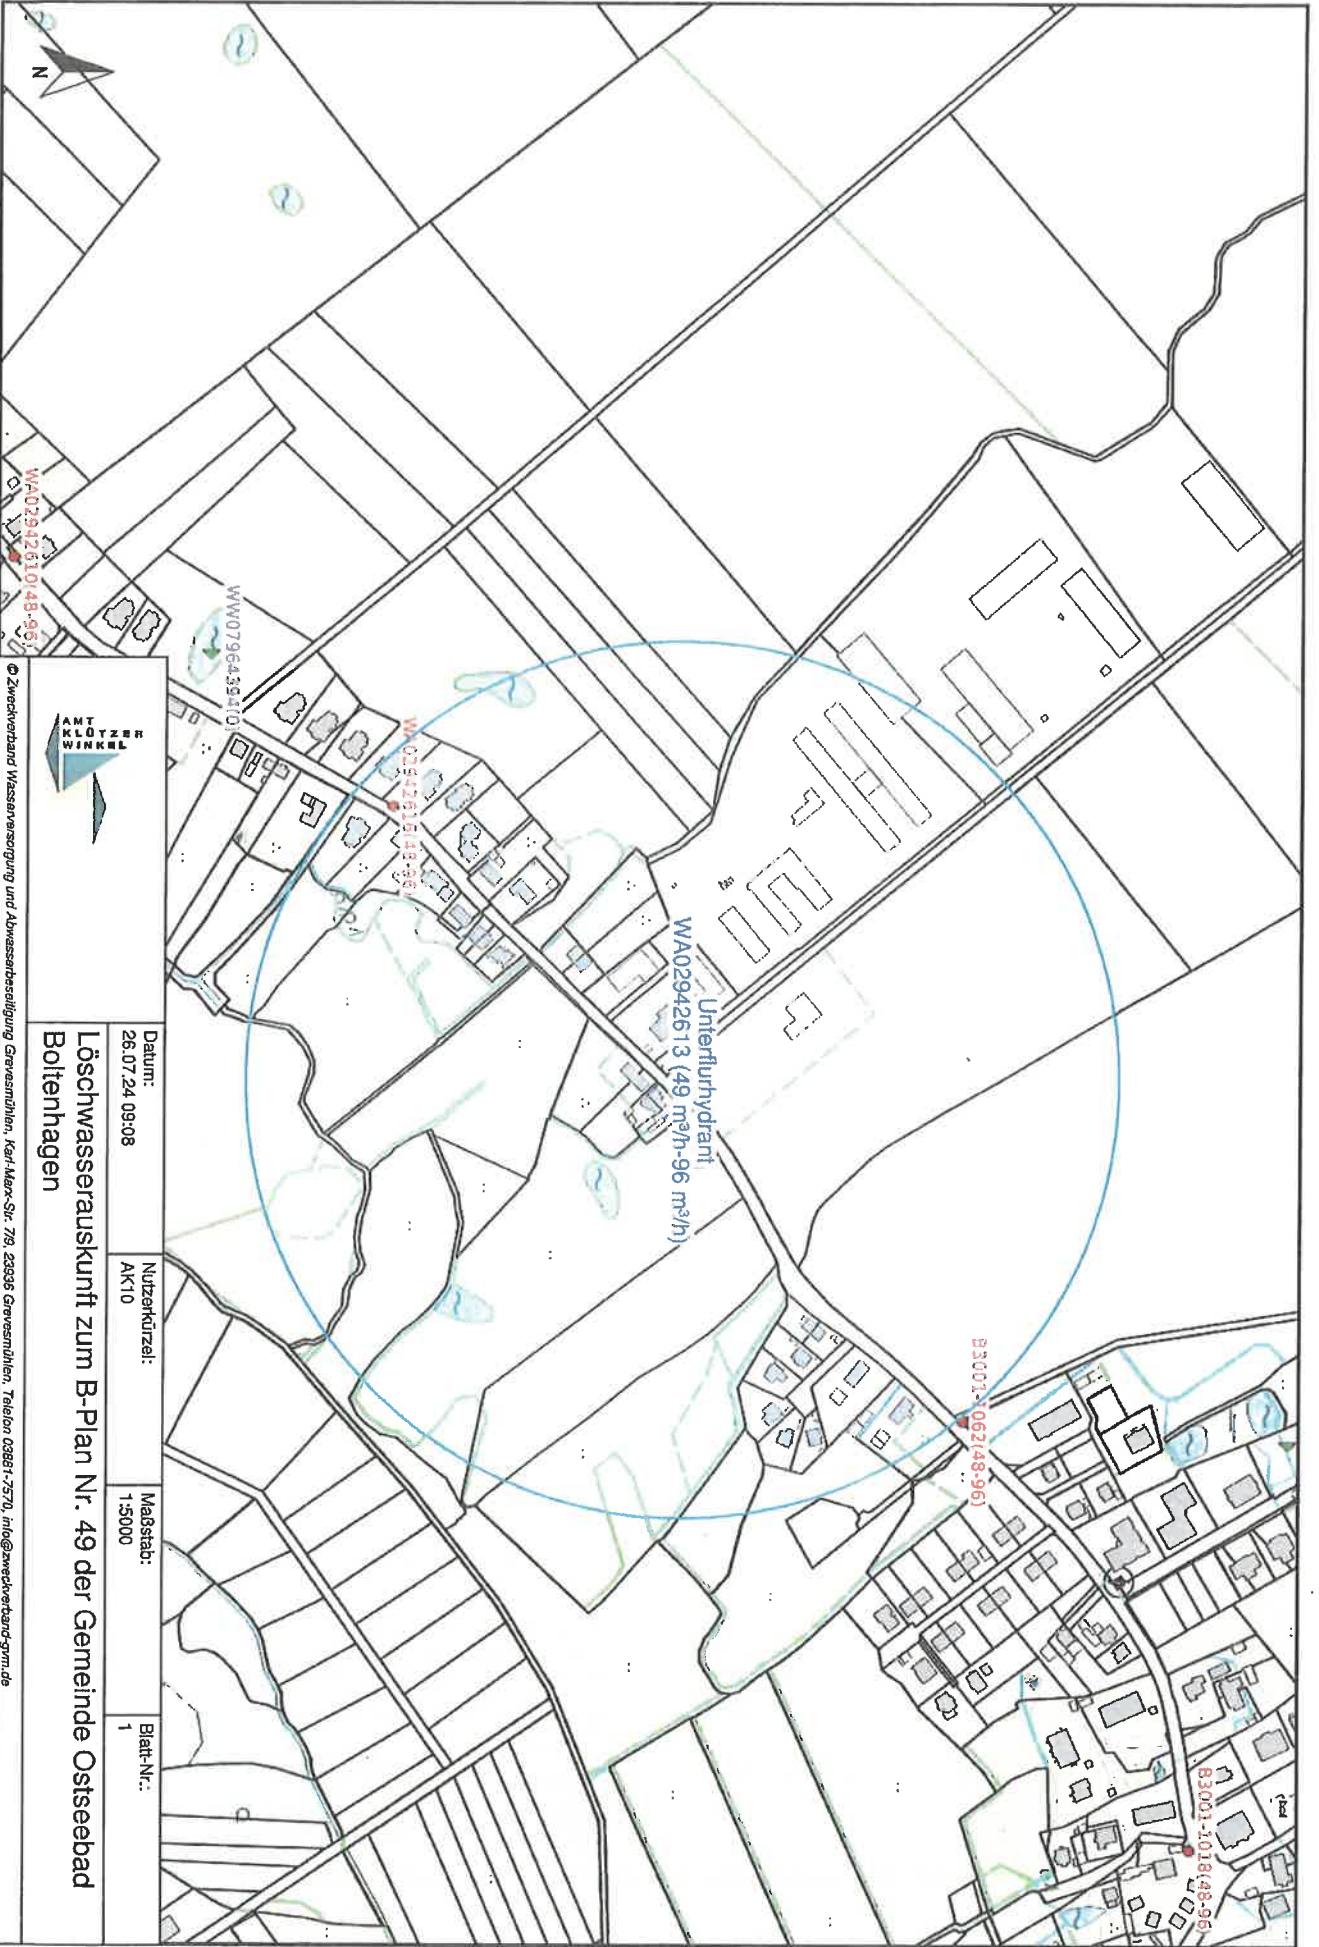 B3001-1018(48-96)
B3001-1062(48-96)
Unterflurhydrant
WA02942613 (49 m³/h-96 m³/h)
WW07964394(0)
WA02942610(48-96)
N
AMT
KLÜTZER
WINKEL
Datum:
26.07.24 09:08
Nutzerkürzel:
AK10
Maßstab:
1:5000
Blatt-Nr.:
1
Löschwasserauskunft zum B-Plan Nr. 49 der Gemeinde Ostseebad
Boltenhagen
© Zweckverband Wasserversorgung und Abwasserbeseitigung Grevesmühlen, Karl-Marx-Str. 7/9, 23936 Grevesmühlen, Telefon 03881-7570, info@zweckverband-gvm.de